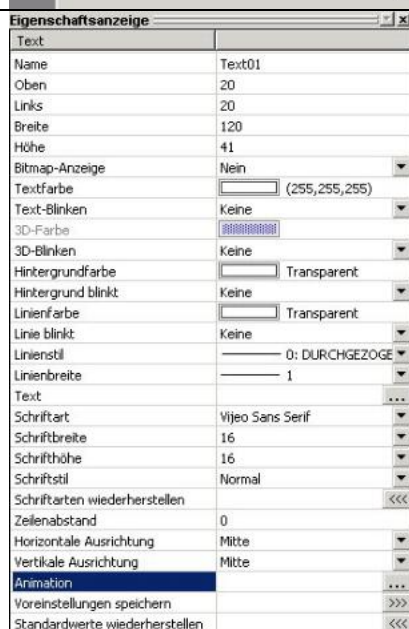 Eigenschaftsanzeige
Text
Name Text01
Oben 20
Links 20
Breite 120
Höhe 41
Bitmap-Anzeige Nein
Textfarbe (255,255,255)
Text-Blinken Keine
3D-Farbe
3D-Blinken Keine
Hintergrundfarbe Transparent
Hintergrund blinkt Keine
Linienfarbe Transparent
Linie blinkt Keine
Linienstil 0: DURCHGEZOGE
Linienbreite 1
Text ...
Schriftart Vijeo Sans Serif
Schriftbreite 16
Schrifthöhe 16
Schriftstil Normal
Schriftarten wiederherstellen <<<
Zeilenabstand 0
Horizontale Ausrichtung Mitte
Vertikale Ausrichtung Mitte
Animation ...
Voreinstellungen speichern >>>
Standardwerte wiederherstellen <<<